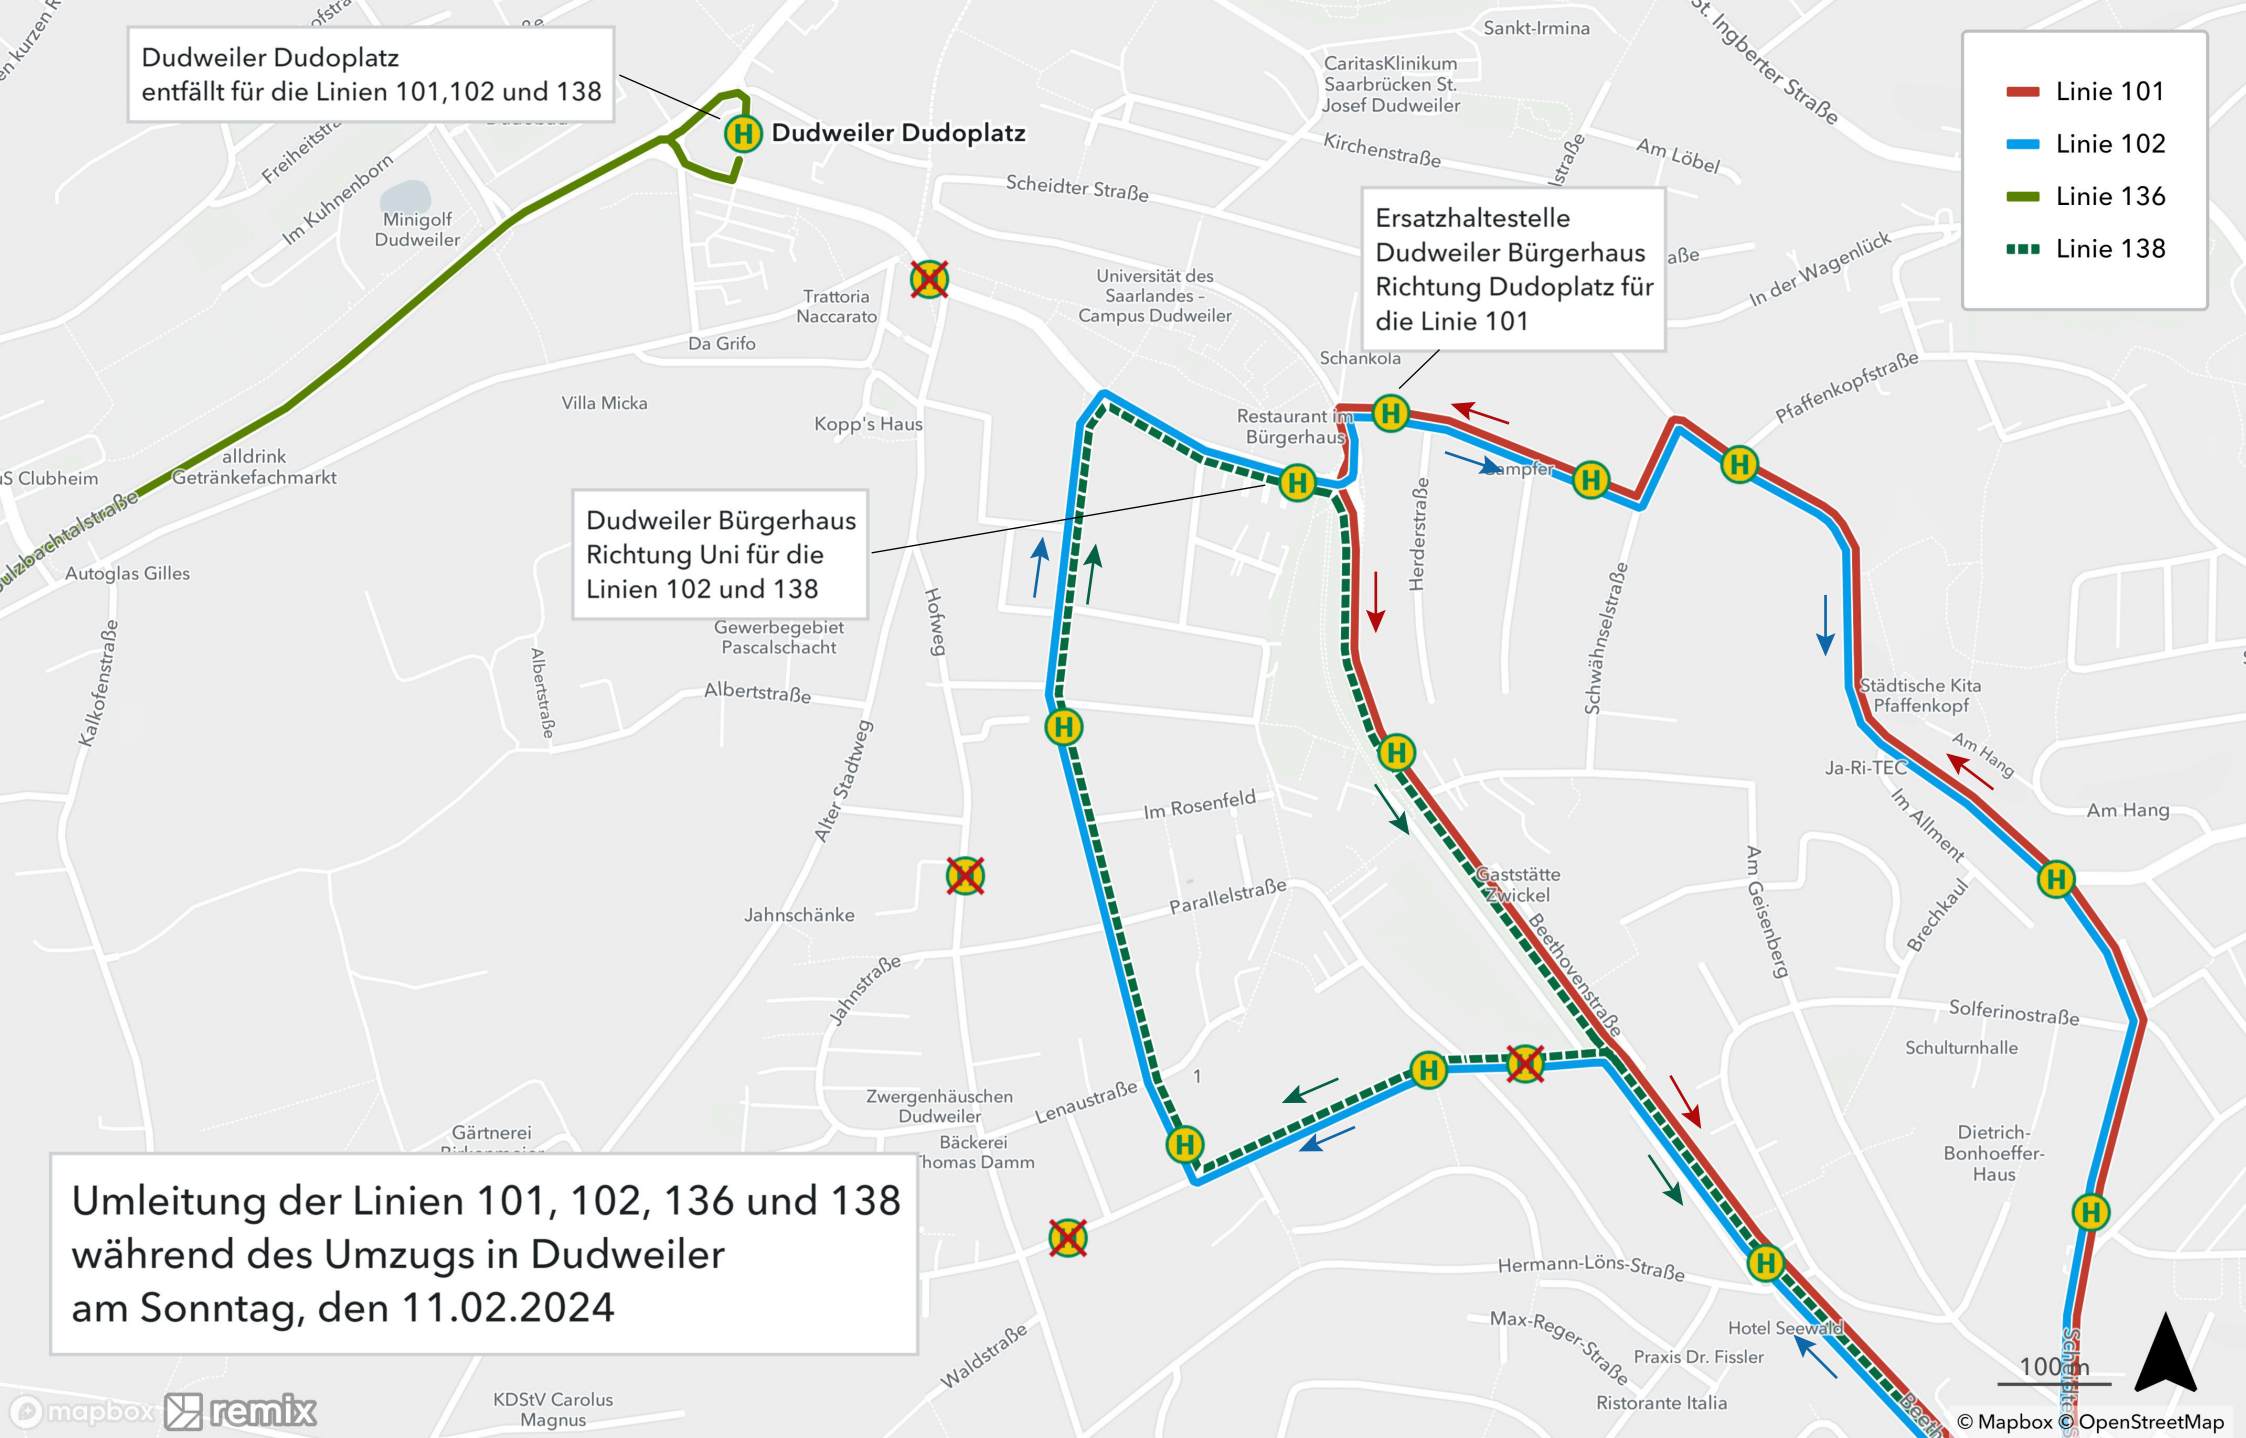 Dudweiler Dudoplatz
entfällt für die Linien 101,102 und 138
H
Dudweiler Dudoplatz
Linie 101
Linie 102
Linie 136
Linie 138
Ersatzhaltestelle
Dudweiler Bürgerhaus
Richtung Dudoplatz für
die Linie 101
Dudweiler Bürgerhaus
Richtung Uni für die
Linien 102 und 138
Umleitung der Linien 101, 102, 136 und 138
während des Umzugs in Dudweiler
am Sonntag, den 11.02.2024
Sankt-Irmina
St. Ingberter Straße
CaritasKlinikum
Saarbrücken St.
Josef Dudweiler
Kirchenstraße
Am Löbel
Scheidter Straße
In der Wagenlück
Im Kuhnenborn
Minigolf
Dudweiler
Trattoria
Naccarato
Da Grifo
Universität des
Saarlandes –
Campus Dudweiler
Schankola
Restaurant im
Bürgerhaus
Pfaffenkopfstraße
Villa Micka
Kopp's Haus
alldrink
Getränkefachmarkt
Autoglas Gilles
Herderstraße
Schwähnselstraße
Hofweg
Gewerbegebiet
Pascalschacht
Albertstraße
Albertstraße
Kalkofenstraße
Alter Stadtweg
Städtische Kita
Pfaffenkopf
Am Hang
Ja-Ri-TEC
Im Allment
Am Hang
Im Rosenfeld
Gaststätte
Zwickel
Parallelstraße
Beethovenstraße
Am Geisenberg
Brechkaul
Jahnschänke
Jahnstraße
Solferinostraße
Schulturnhalle
1
Zwergenhäuschen
Dudweiler
Lenaustraße
Bäckerei
Thomas Damm
Gärtnerei
Dietrich-
Bonhoeffer-
Haus
Hermann-Löns-Straße
Max-Reger-Straße
Hotel Seewald
Praxis Dr. Fissler
Ristorante Italia
Waldstraße
KDStV Carolus
Magnus
100 m
mapbox
remix
© Mapbox © OpenStreetMap